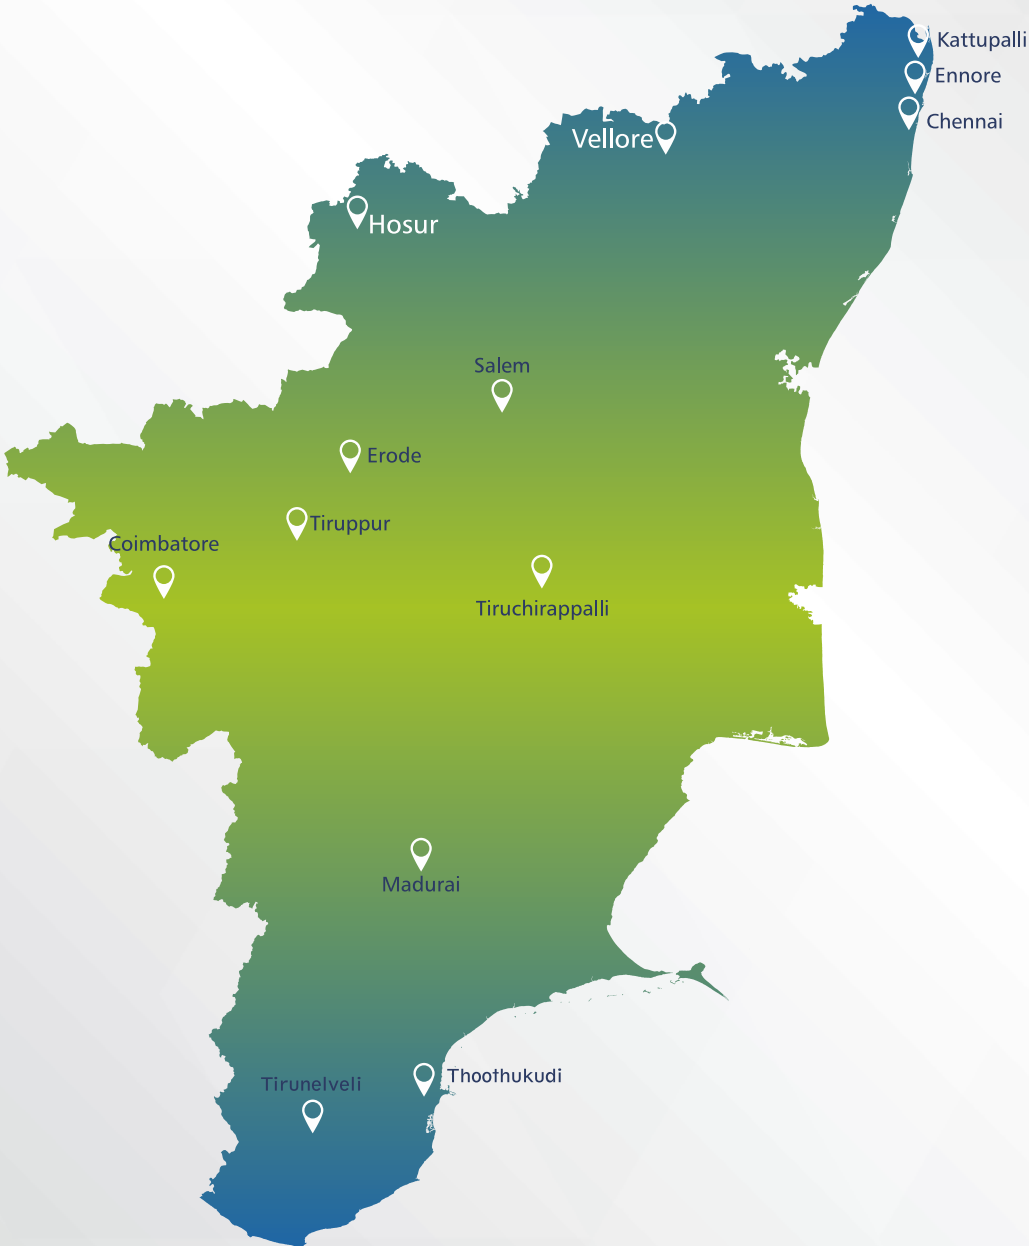 Kattupalli
Ennore
Chennai
Vellore
Hosur
Salem
Erode
Tiruppur
Coimbatore
Tiruchirappalli
Madurai
Thoothukudi
Tirunelveli